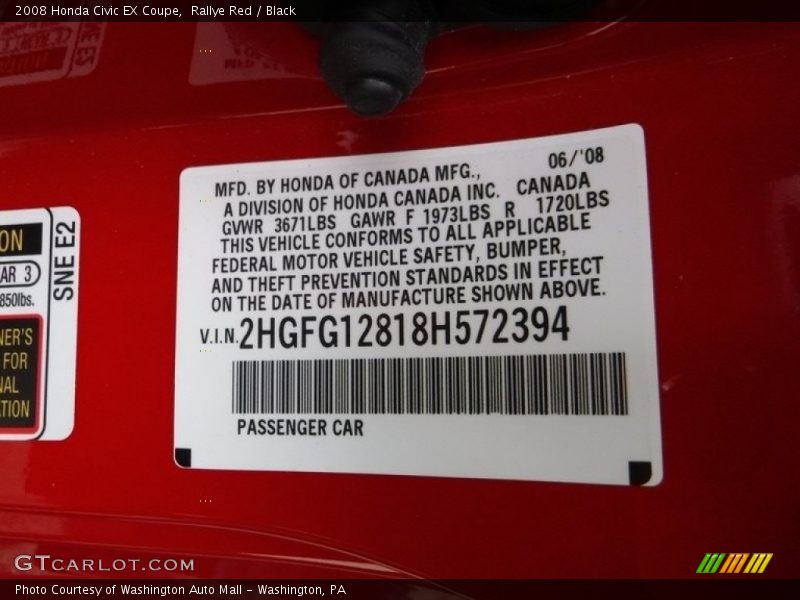 2008 Honda Civic EX Coupe, Rallye Red / Black
MFD. BY HONDA OF CANADA MFG., 06/'08
A DIVISION OF HONDA CANADA INC. CANADA
GVWR 3671LBS GAWR F 1973LBS R 1720LBS
THIS VEHICLE CONFORMS TO ALL APPLICABLE
FEDERAL MOTOR VEHICLE SAFETY, BUMPER,
AND THEFT PREVENTION STANDARDS IN EFFECT
ON THE DATE OF MANUFACTURE SHOWN ABOVE.
V.I.N. 2HGFG12818H572394
PASSENGER CAR
ON
AR 3
850lbs.
NER'S
FOR
NAL
TION
SNE E2
GTCARLOT.COM
Photo Courtesy of Washington Auto Mall - Washington, PA